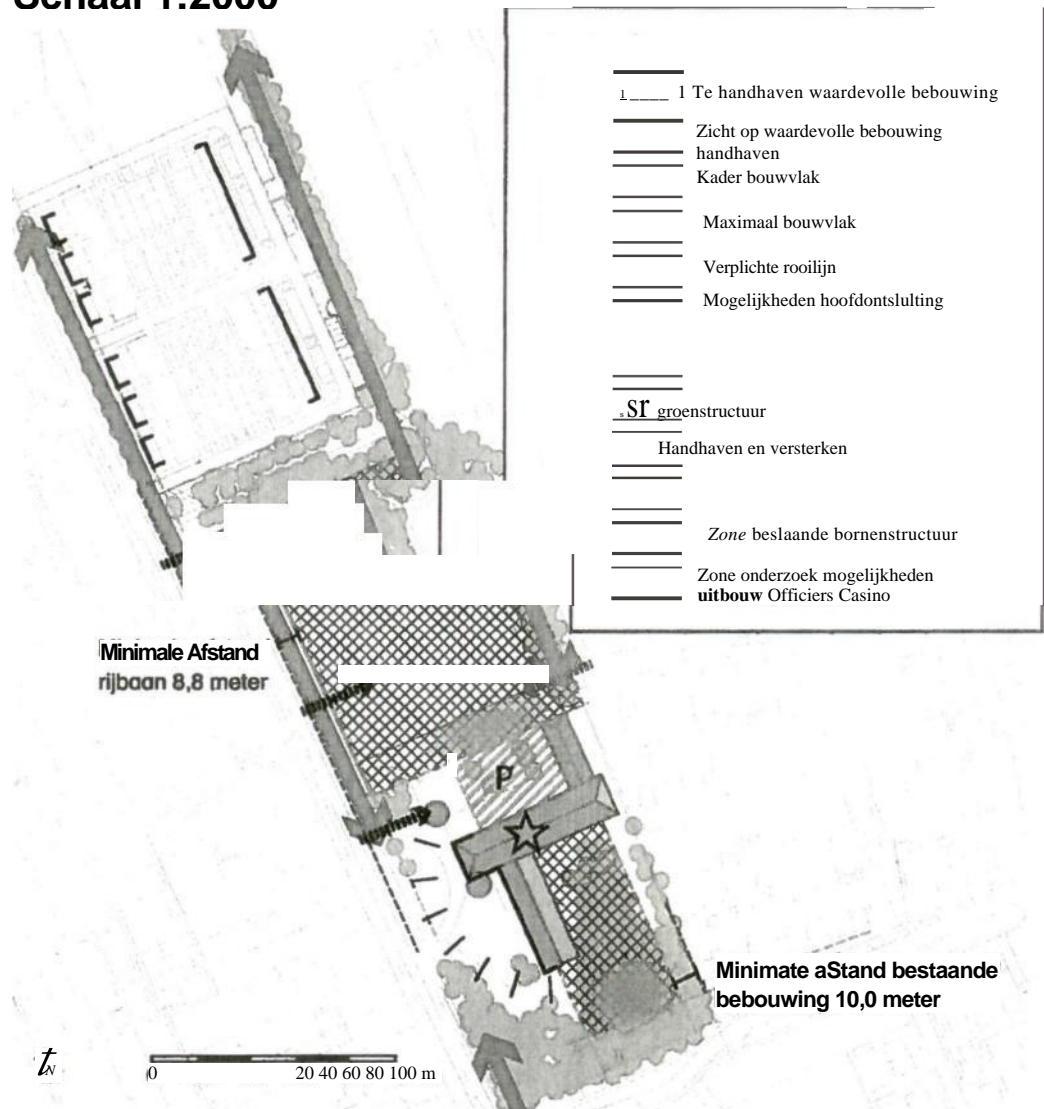 Schaal 1:2000
1____ 1 Te handhaven waardevolle bebouwing
Zicht op waardevolle bebouwing
handhaven
Kader bouwvlak
Maximaal bouwvlak
Verplichte rooilijn
Mogelijkheden hoofdontslulting
s sr groenstructuur
Handhaven en versterken
Zone beslaande bornenstructuur
Zone onderzoek mogelijkheden
uitbouw Officiers Casino
Minimale Afstand
rijbaan 8,8 meter
P
Minimate aStand bestaande
bebouwing 10,0 meter
N
0 20 40 60 80 100 m